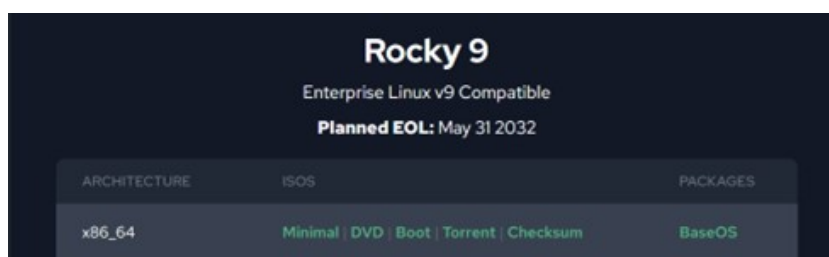 Rocky 9
Enterprise Linux v9 Compatible
Planned EOL: May 31 2032
ARCHITECTURE ISOS PACKAGES
x86_64 Minimal | DVD | Boot | Torrent | Checksum BaseOS